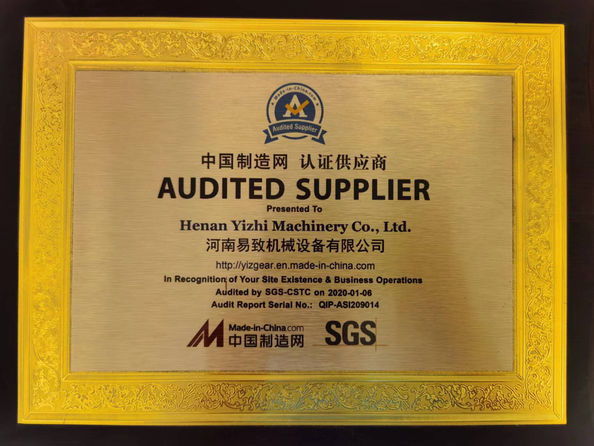 Made-in-China.com
Audited Supplier
中国制造网 认证供应商
AUDITED SUPPLIER
Presented To
Henan Yizhi Machinery Co., Ltd.
河南易致机械设备有限公司
http://yizgear.en.made-in-china.com
In Recognition of Your Site Existence & Business Operations
Audited by SGS-CSTC on 2020-01-06
Audit Report Serial No.: QIP-ASI209014
Made-in-China.com
中国制造网
SGS